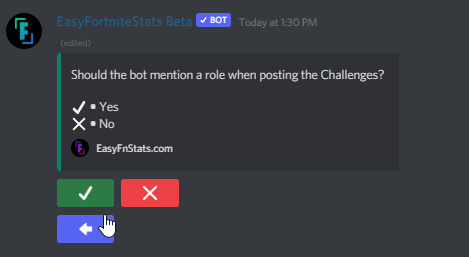 EasyFortniteStats Beta ✓ BOT Today at 1:30 PM
(edited)
Should the bot mention a role when posting the Challenges?
✓ ▪ Yes
✕ ▪ No
EasyFnStats.com